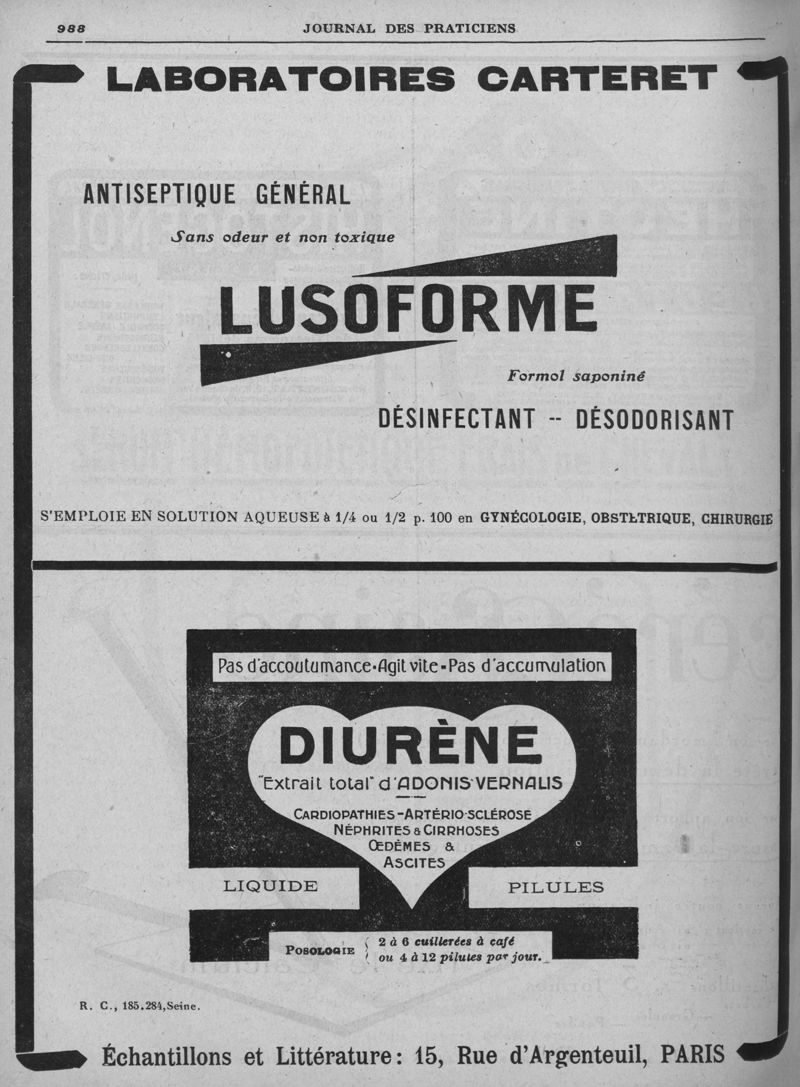 988
JOURNAL DES PRATICIENS
LABORATOIRES CARTERET
ANTISEPTIQUE GÉNÉRAL
Sans odeur et non toxique
LUSOFORME
Formol saponiné
DÉSINFECTANT -- DÉSODORISANT
S'EMPLOIE EN SOLUTION AQUEUSE à 1/4 ou 1/2 p. 100 en GYNÉCOLOGIE, OBSTÉTRIQUE, CHIRURGIE
Pas d'accoutumance·Agit vite·Pas d'accumulation
DIURÈNE
"Extrait total" d'ADONIS·VERNALIS
CARDIOPATHIES-ARTÉRIO-SCLÉROSE
NÉPHRITES & CIRRHOSES
ŒDÈMES &
ASCITES
LIQUIDE
PILULES
POSOLOGIE
2 à 6 cuillerées à café
ou 4 à 12 pilules par jour.
R. C., 185.284, Seine.
Échantillons et Littérature: 15, Rue d'Argenteuil, PARIS